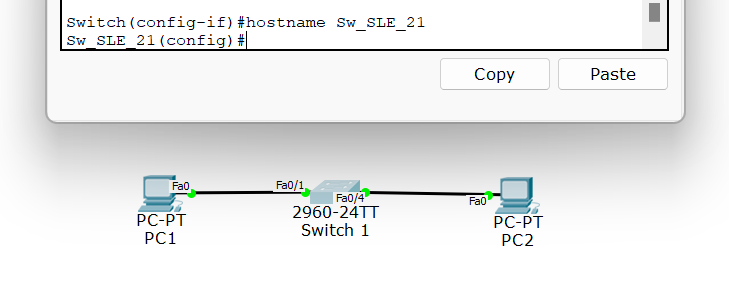 Switch(config-if)#hostname Sw_SLE_21
Sw_SLE_21(config)#
Copy
Paste
Fa0
Fa0/1
Fa0/4
Fa0
PC-PT
PC1
2960-24TT
Switch 1
PC-PT
PC2